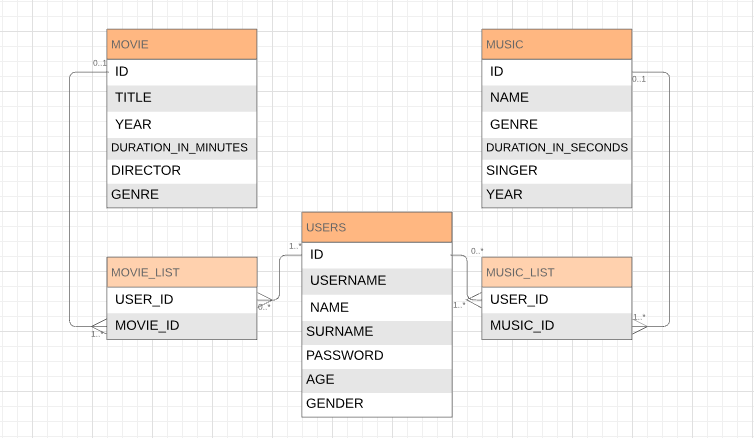 MOVIE
0..1
ID
TITLE
YEAR
DURATION_IN_MINUTES
DIRECTOR
GENRE
MUSIC
ID
0..1
NAME
GENRE
DURATION_IN_SECONDS
SINGER
YEAR
USERS
1..*
ID
0..*
USERNAME
NAME
SURNAME
PASSWORD
AGE
GENDER
MOVIE_LIST
USER_ID
0..*
MOVIE_ID
1..*
MUSIC_LIST
1..*
USER_ID
MUSIC_ID
1..*